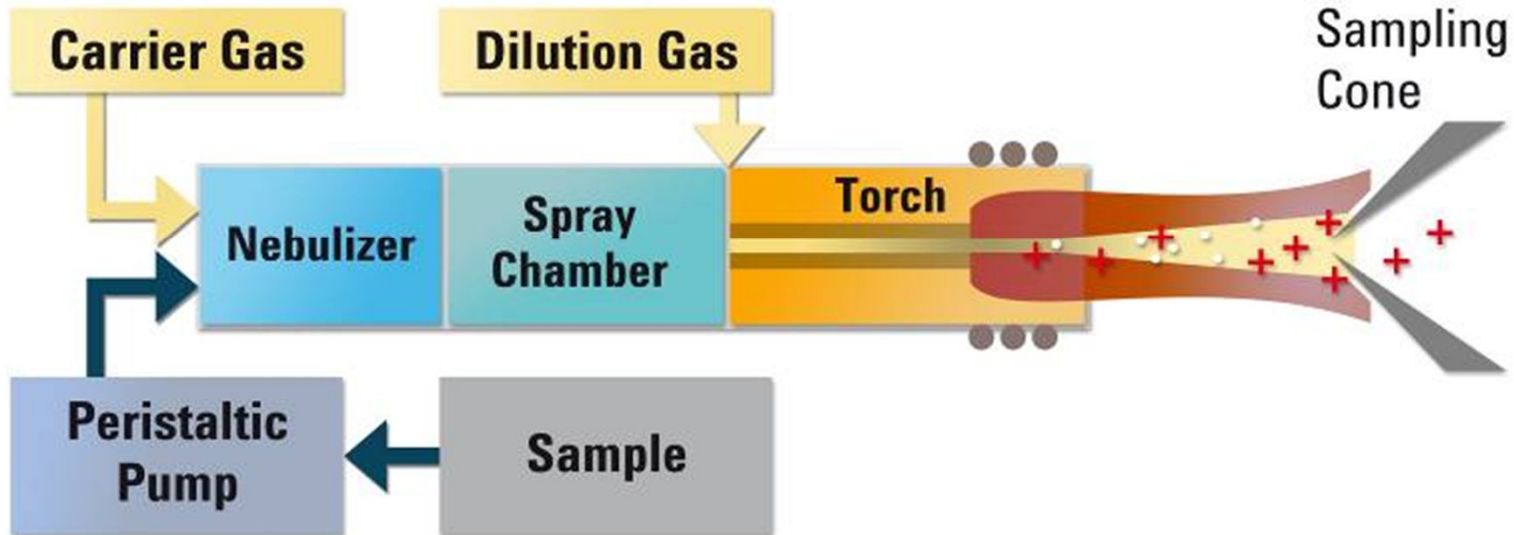 Carrier Gas
Dilution Gas
Sampling
Cone
Nebulizer
Spray
Chamber
Torch
Peristaltic
Pump
Sample